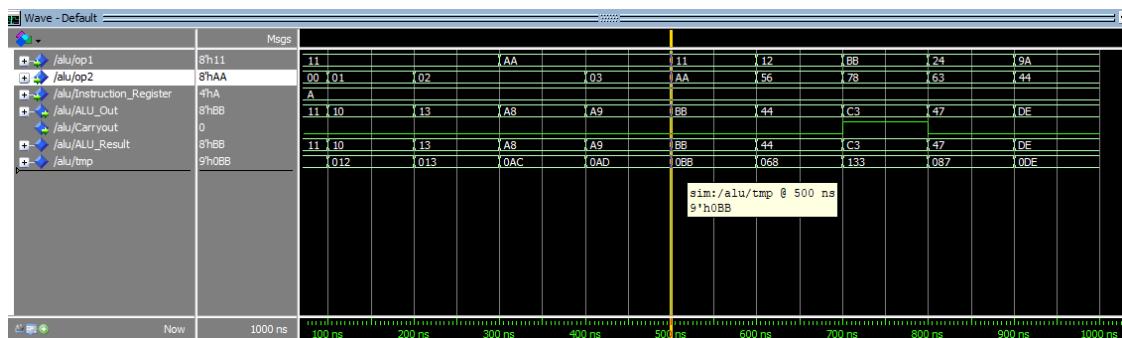 Wave - Default
Msgs
/alu/op1 8'h11 11 AA 11 12 BB 24 9A
/alu/op2 8'hAA 00 01 02 03 AA 56 78 63 44
/alu/Instruction_Register 4'hA A
/alu/ALU_Out 8'hBB 11 10 13 A8 A9 BB 44 C3 47 DE
/alu/Carryout 0
/alu/ALU_Result 8'hBB 11 10 13 A8 A9 BB 44 C3 47 DE
/alu/tmp 9'h0BB 012 013 0AC 0AD 0BB 068 133 087 0DE
sim:/alu/tmp @ 500 ns
9'h0BB
Now 1000 ns 100 ns 200 ns 300 ns 400 ns 500 ns 600 ns 700 ns 800 ns 900 ns 1000 ns